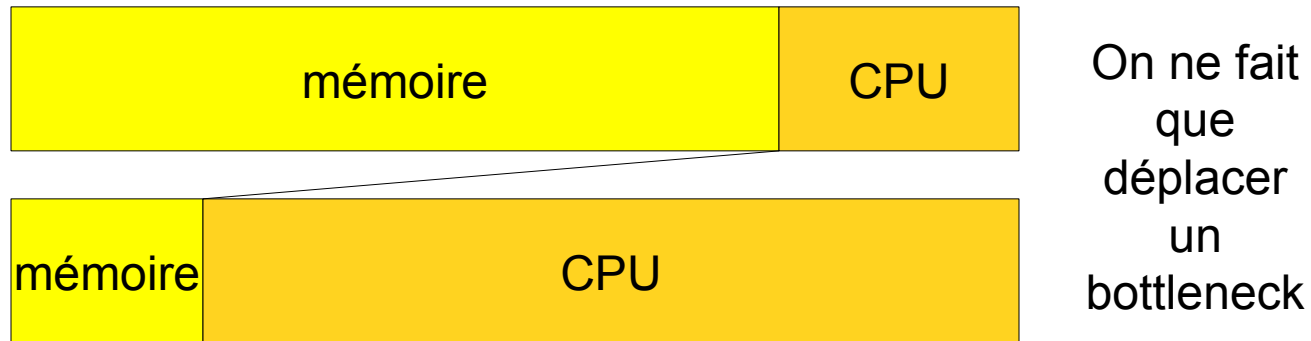 mémoire
CPU
On ne fait
que
déplacer
un
bottleneck
mémoire
CPU